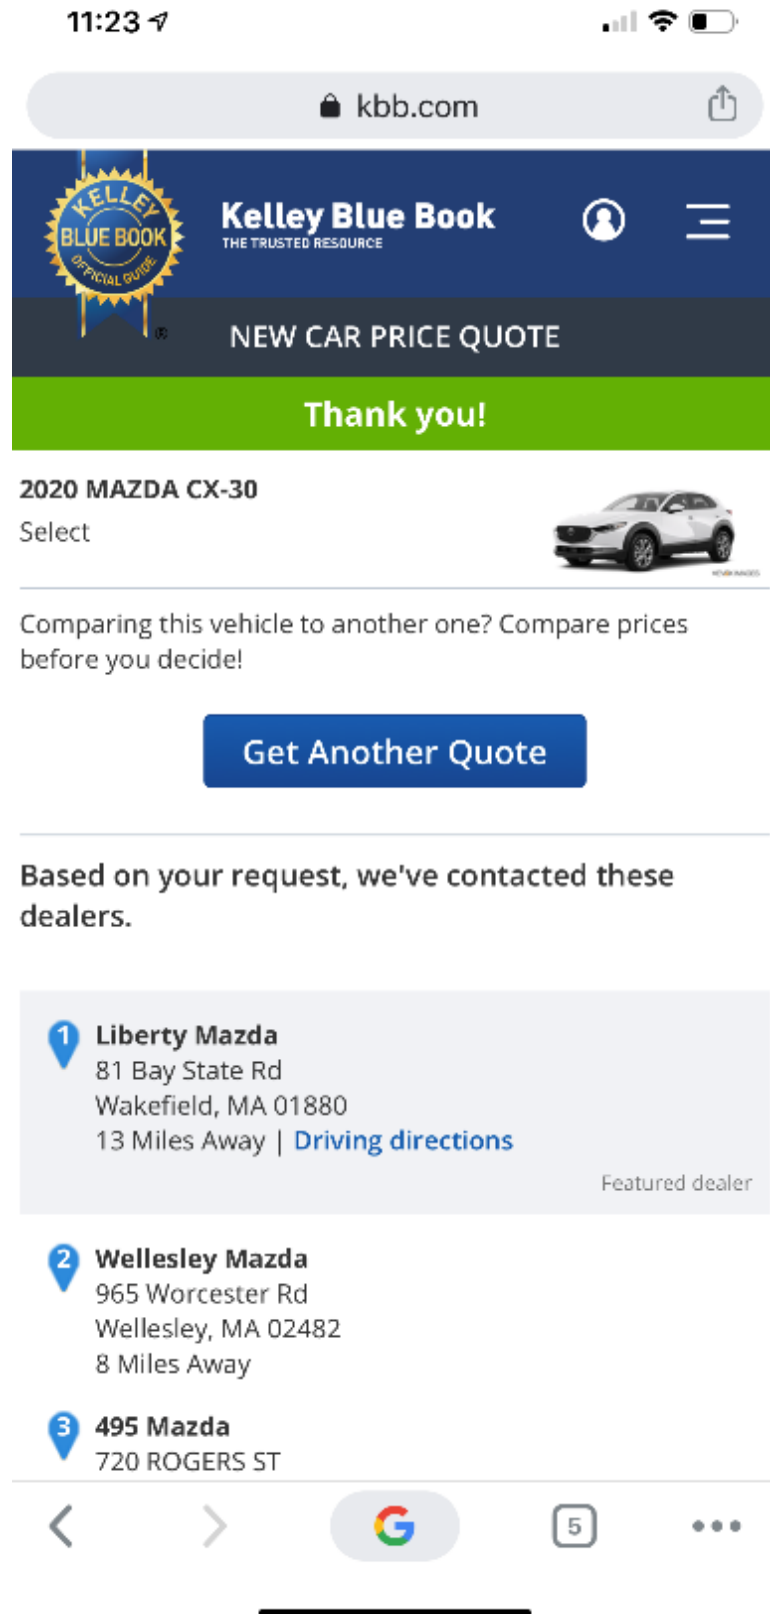 11:23
kbb.com
KELLEY
BLUE BOOK
OFFICIAL GUIDE
®
Kelley Blue Book
THE TRUSTED RESOURCE
NEW CAR PRICE QUOTE
Thank you!
2020 MAZDA CX-30
Select
Comparing this vehicle to another one? Compare prices
before you decide!
Get Another Quote
Based on your request, we've contacted these
dealers.
1 Liberty Mazda
81 Bay State Rd
Wakefield, MA 01880
13 Miles Away | Driving directions
Featured dealer
2 Wellesley Mazda
965 Worcester Rd
Wellesley, MA 02482
8 Miles Away
3 495 Mazda
720 ROGERS ST
G
5